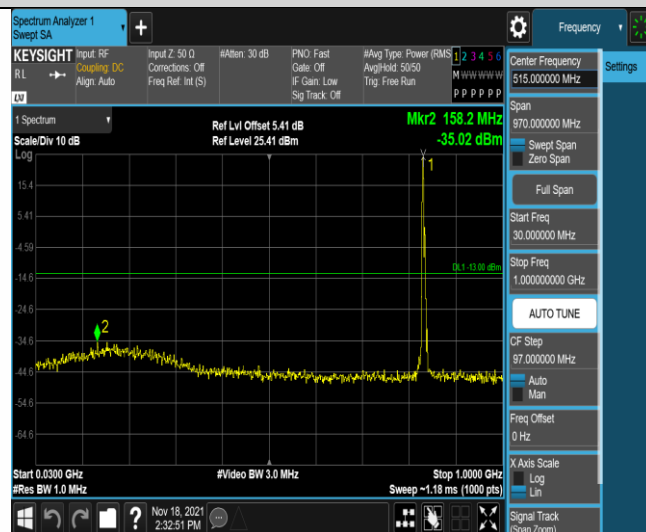 Spectrum Analyzer 1
Swept SA
+
Frequency
KEYSIGHT
RL
LXI
Input: RF
Coupling: DC
Align: Auto
Input Z: 50 Ω
Corrections: Off
Freq Ref: Int (S)
#Atten: 30 dB
PNO: Fast
Gate: Off
IF Gain: Low
Sig Track: Off
#Avg Type: Power (RMS
Avg|Hold: 50/50
Trig: Free Run
1 2 3 4 5 6
M W W W W W
P P P P P P
1 Spectrum
Scale/Div 10 dB
Ref Lvl Offset 5.41 dB
Ref Level 25.41 dBm
Mkr2 158.2 MHz
-35.02 dBm
Log
15.4
5.41
-4.59
-14.6
-24.6
-34.6
-44.6
-54.6
-64.6
1
2
DL1 -13.00 dBm
Start 0.0300 GHz
#Res BW 1.0 MHz
#Video BW 3.0 MHz
Stop 1.0000 GHz
Sweep ~1.18 ms (1000 pts)
?
Nov 18, 2021
2:32:51 PM
Center Frequency
515.000000 MHz
Span
970.000000 MHz
Swept Span
Zero Span
Full Span
Start Freq
30.000000 MHz
Stop Freq
1.000000000 GHz
AUTO TUNE
CF Step
97.000000 MHz
Auto
Man
Freq Offset
0 Hz
X Axis Scale
Log
Lin
Signal Track
(Span Zoom)
Settings